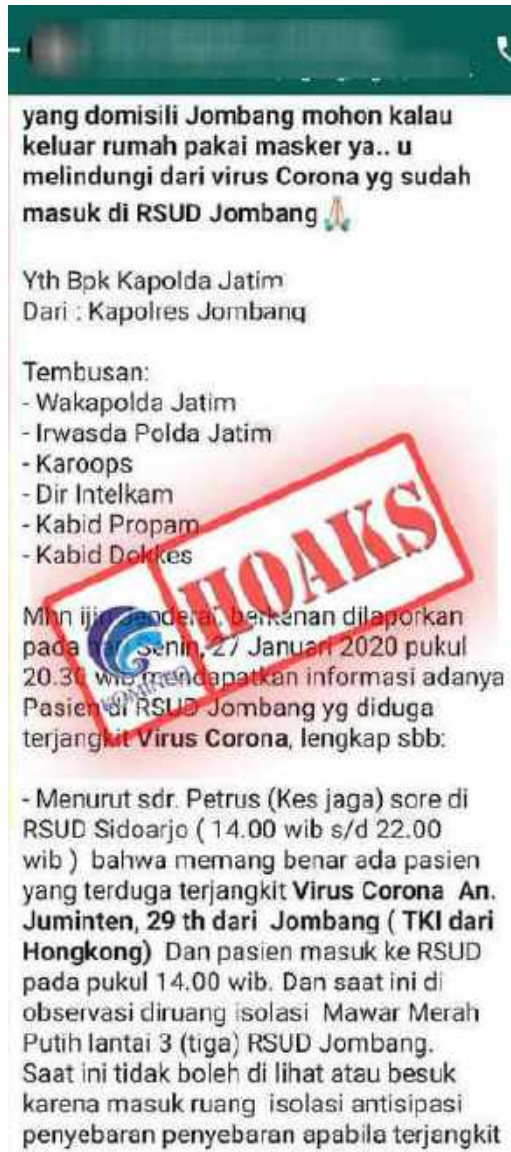 yang domisili Jombang mohon kalau
keluar rumah pakai masker ya.. u
melindungi dari virus Corona yg sudah
masuk di RSUD Jombang 🙏
Yth Bpk Kapolda Jatim
Dari : Kapolres Jombang
Tembusan:
- Wakapolda Jatim
- Irwasda Polda Jatim
- Karoops
- Dir Intelkam
- Kabid Propam
- Kabid Dokkes
HOAKS
KOMINFO
Mhn ijin Jenderal, berkenan dilaporkan
pada hari Senin, 27 Januari 2020 pukul
20.30 wib mendapatkan informasi adanya
Pasien di RSUD Jombang yg diduga
terjangkit Virus Corona, lengkap sbb:
- Menurut sdr. Petrus (Kes jaga) sore di
RSUD Sidoarjo ( 14.00 wib s/d 22.00
wib ) bahwa memang benar ada pasien
yang terduga terjangkit Virus Corona An.
Juminten, 29 th dari Jombang ( TKI dari
Hongkong) Dan pasien masuk ke RSUD
pada pukul 14.00 wib. Dan saat ini di
observasi diruang isolasi Mawar Merah
Putih lantai 3 (tiga) RSUD Jombang.
Saat ini tidak boleh di lihat atau besuk
karena masuk ruang isolasi antisipasi
penyebaran penyebaran apabila terjangkit